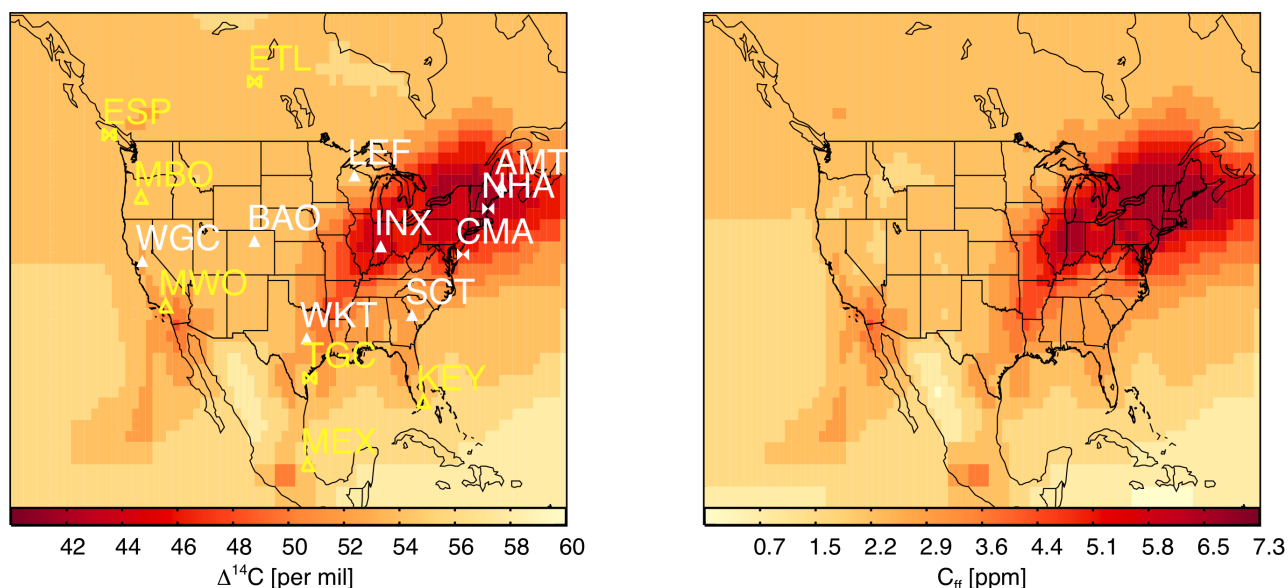 ETL
ESP
LEF
AMT
MBO
NHA
BAO
INX
CMA
WGC
MWO
SCT
WKT
TGC
KEY
MEX
42 44 46 48 50 52 54 56 58 60
Δ¹⁴C [per mil]
0.7 1.5 2.2 2.9 3.6 4.4 5.1 5.8 6.5 7.3
Cff [ppm]